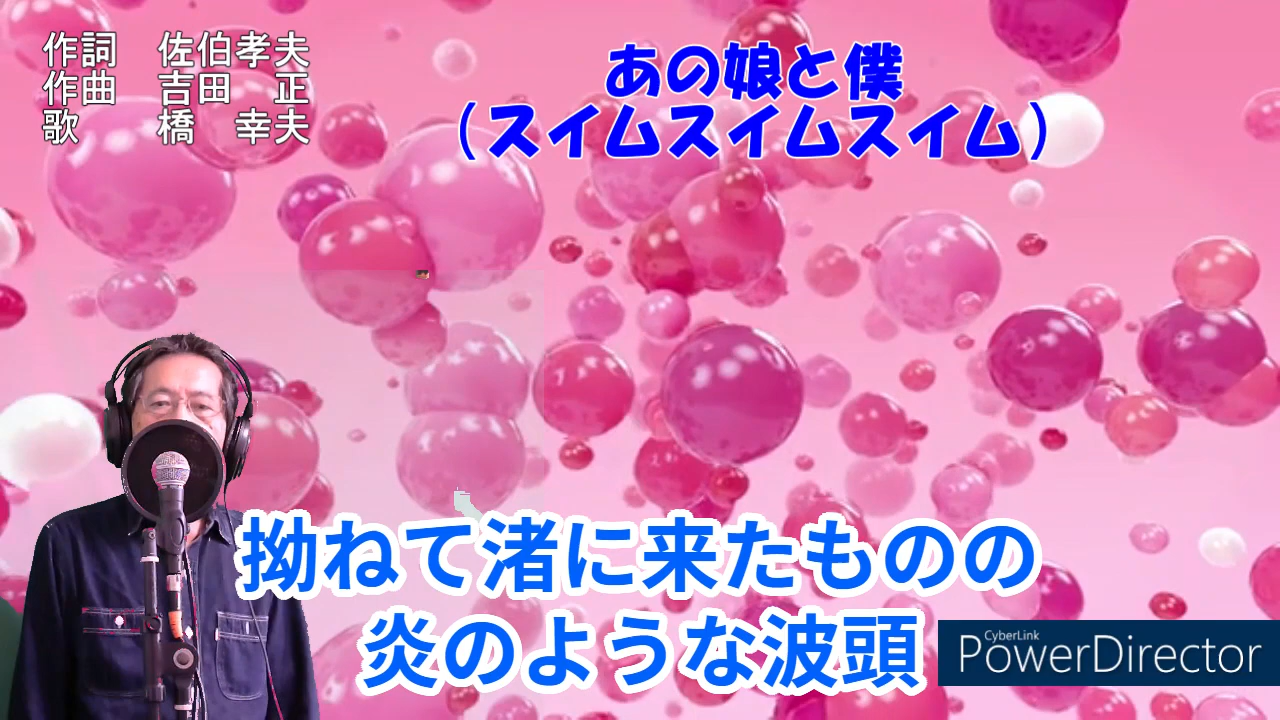 作詞　佐伯孝夫
作曲　吉田　正
歌　　橋　幸夫
あの娘と僕
（スイムスイムスイム）
拗ねて渚に来たものの
炎のような波頭
CyberLink
PowerDirector